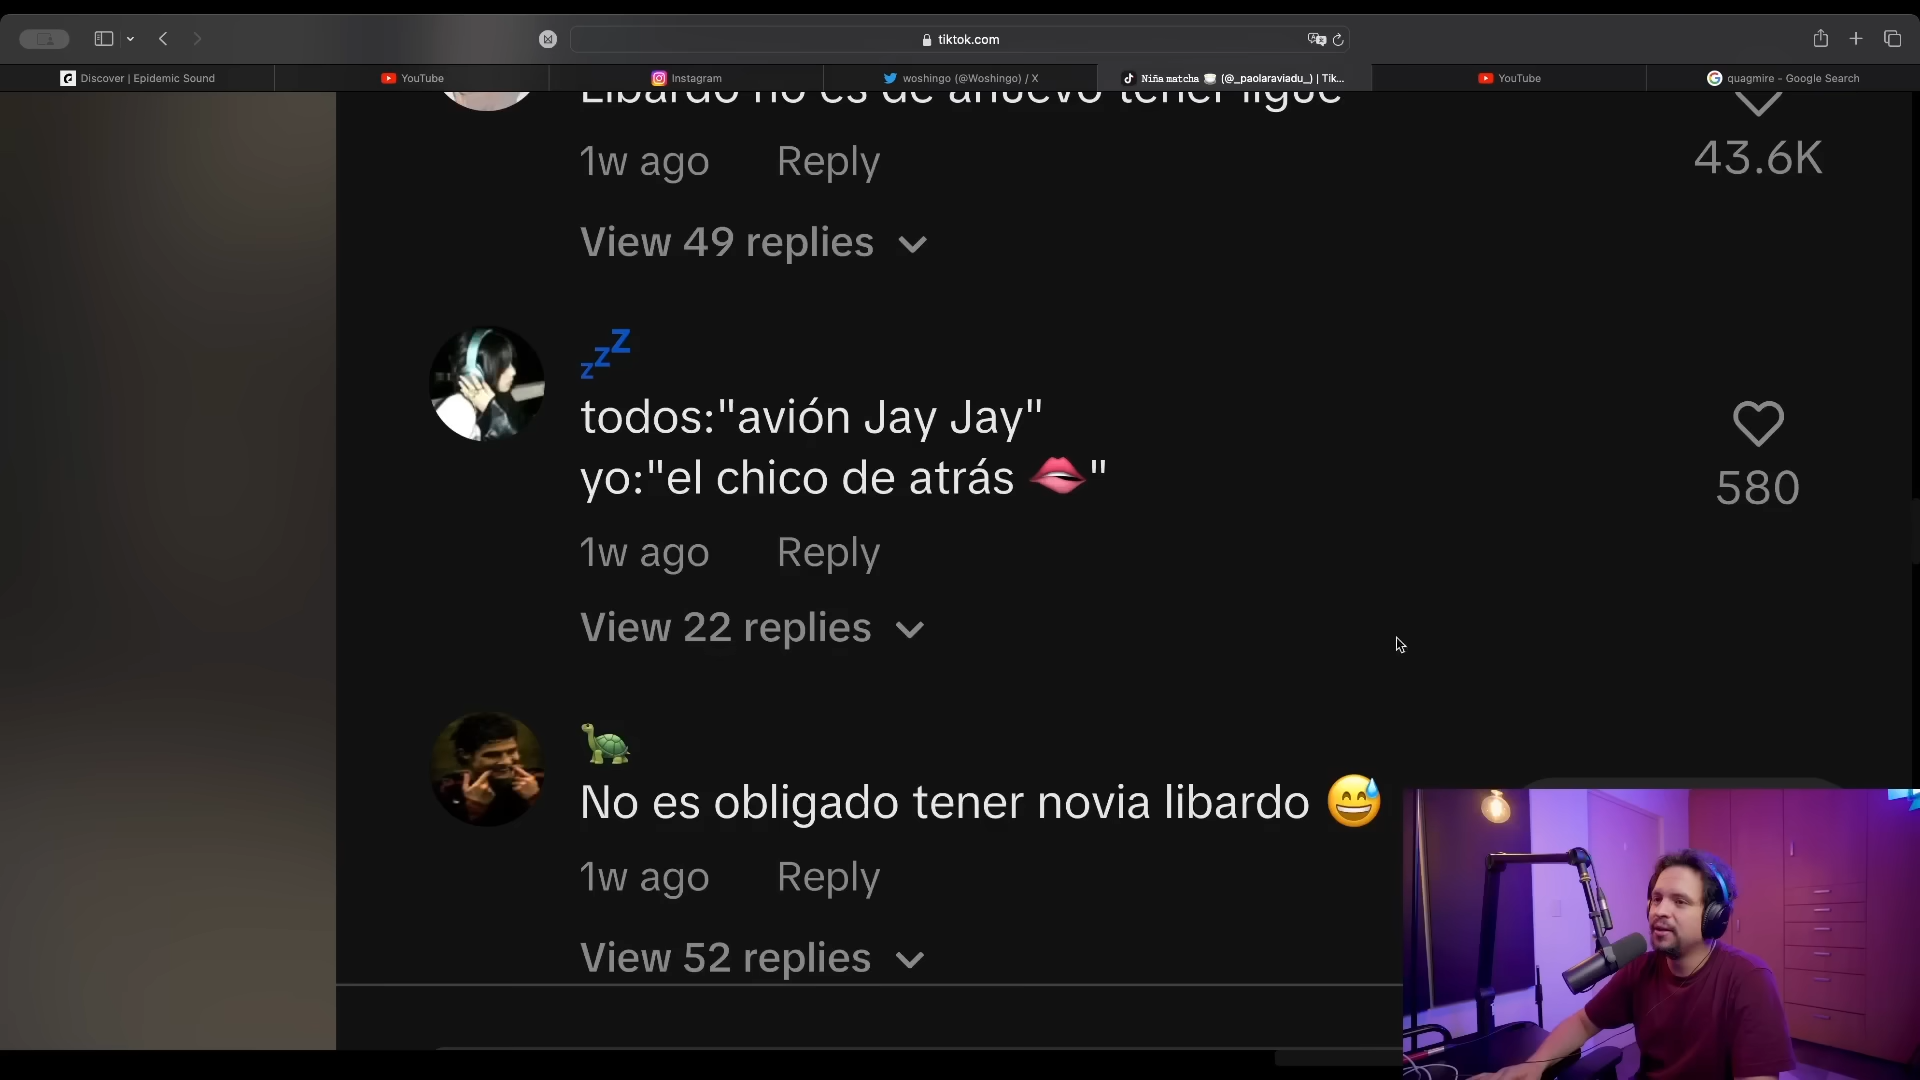 tiktok.com
Discover | Epidemic Sound
YouTube
Instagram
woshingo (@Woshingo) / X
Niña matcha 🍵 (@_paolaraviadu_) | Tik...
YouTube
quagmire - Google Search
Libardo no es de ahuevo tener ligue
1w ago Reply
43.6K
View 49 replies
💤
todos:"avión Jay Jay"
yo:"el chico de atrás 🫦"
580
1w ago Reply
View 22 replies
🐢
No es obligado tener novia libardo 😅
1w ago Reply
View 52 replies